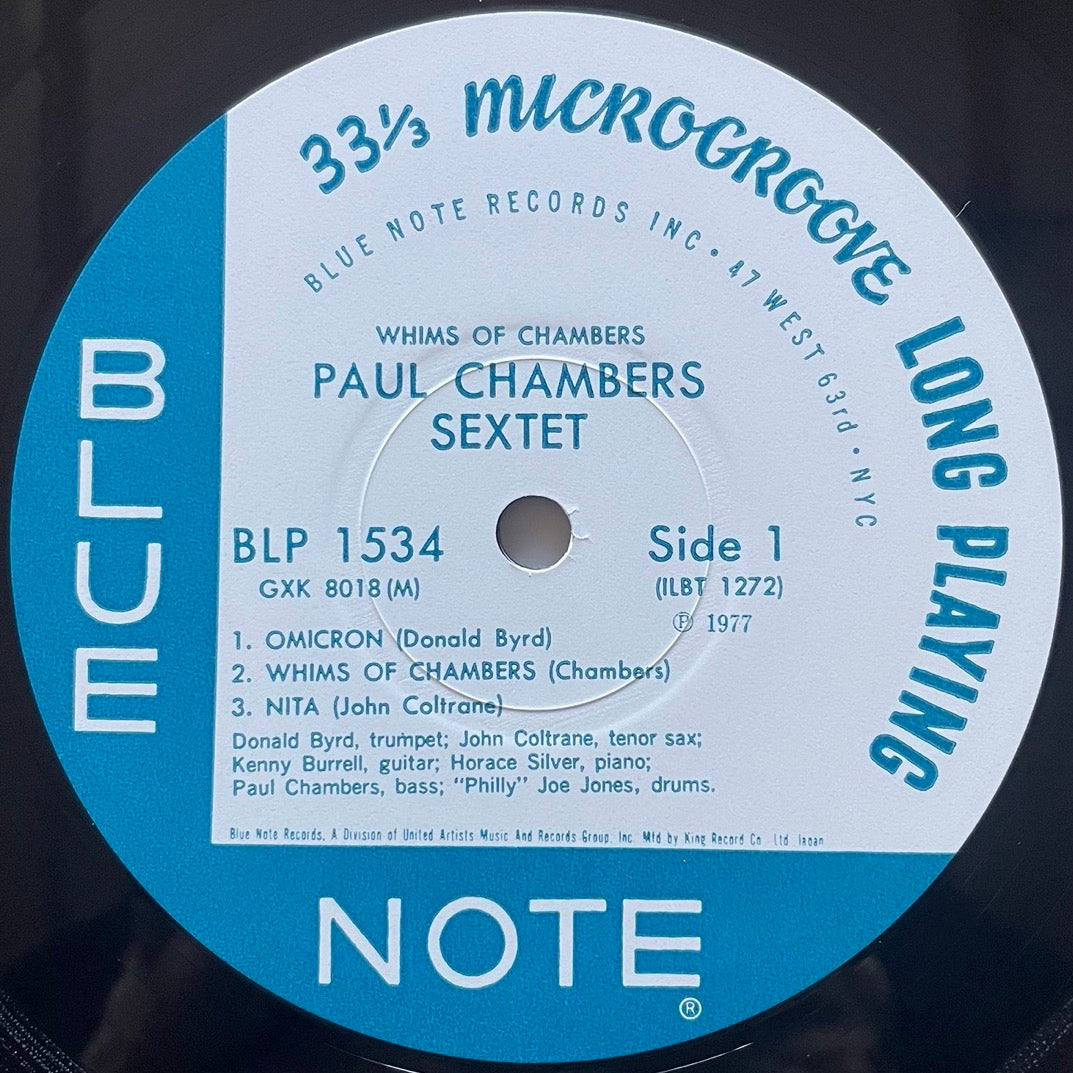 33⅓ MICROGROOVE LONG PLAYING
BLUE NOTE RECORDS INC • 47 WEST 63rd • NYC
WHIMS OF CHAMBERS
PAUL CHAMBERS
SEXTET
BLP 1534
Side 1
GXK 8018 (M)
(ILBT 1272)
Ⓟ 1977
1. OMICRON (Donald Byrd)
2. WHIMS OF CHAMBERS (Chambers)
3. NITA (John Coltrane)
Donald Byrd, trumpet; John Coltrane, tenor sax;
Kenny Burrell, guitar; Horace Silver, piano;
Paul Chambers, bass; "Philly" Joe Jones, drums.
Blue Note Records, A Division of United Artists Music And Records Group, Inc. Mfd by King Record Co. Ltd. Japan
BLUE
NOTE
®